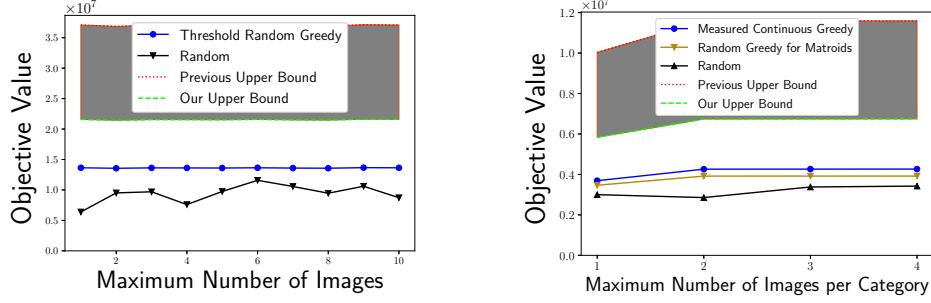 ×10⁷
Objective Value
3.5
3.0
2.5
2.0
1.5
1.0
0.5
0.0
Threshold Random Greedy
Random
Previous Upper Bound
Our Upper Bound
2 4 6 8 10
Maximum Number of Images
×10⁷
Objective Value
1.2
1.0
0.8
0.6
0.4
0.2
0.0
Measured Continuous Greedy
Random Greedy for Matroids
Random
Previous Upper Bound
Our Upper Bound
1 2 3 4
Maximum Number of Images per Category